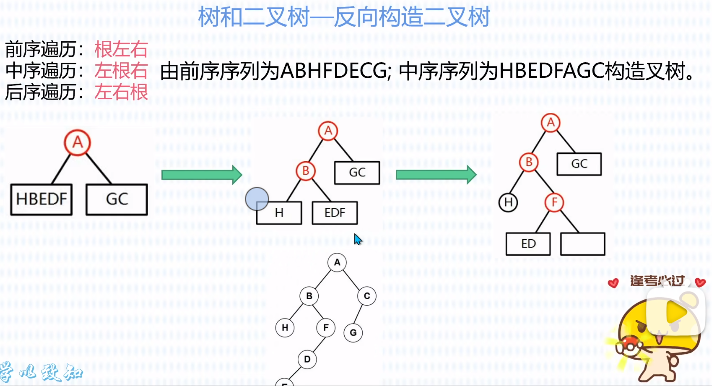 树和二叉树—反向构造二叉树
前序遍历：根左右
中序遍历：左根右
后序遍历：左右根
由前序序列为ABHFDECG; 中序序列为HBEDFAGC构造叉树。
A
HBEDF GC
A
B GC
H EDF
A
B GC
H F
ED
A
B C
H F G
D
逢考必过
学以致知